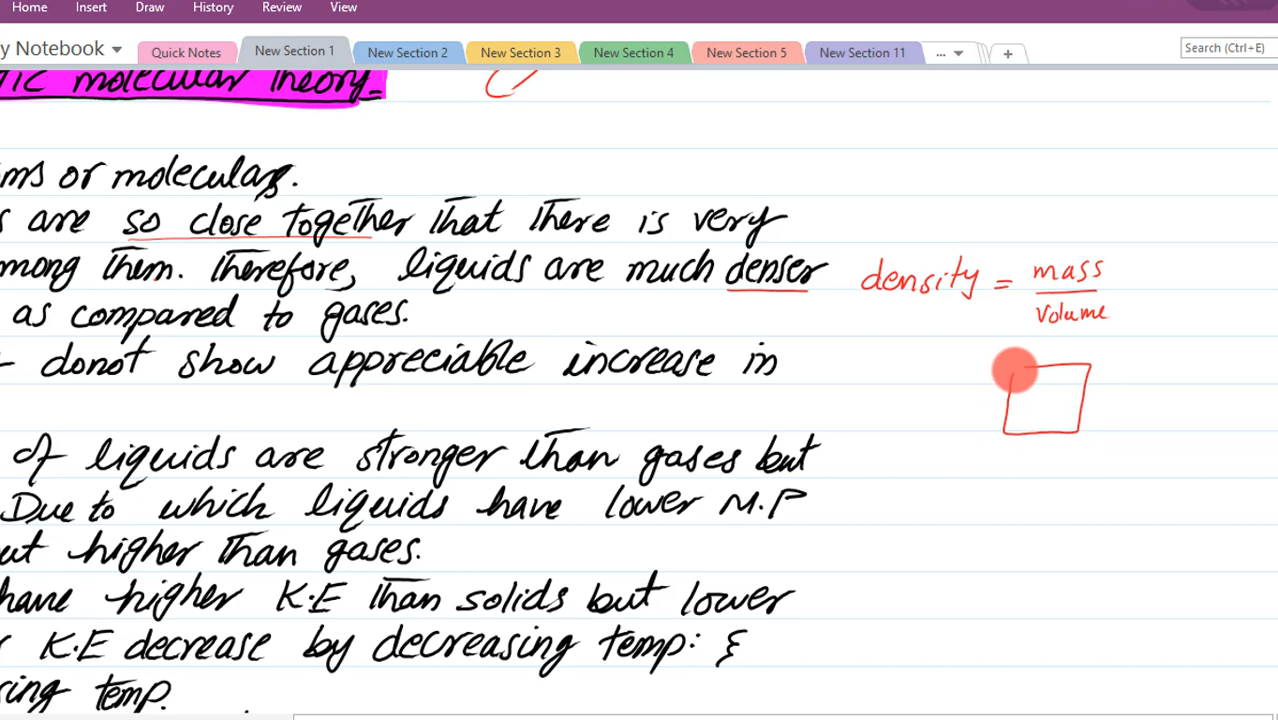 Home Insert Draw History Review View
y Notebook Quick Notes New Section 1 New Section 2 New Section 3 New Section 4 New Section 5 New Section 11 ... + Search (Ctrl+E)
tic molecular Theory
ms or moleculars.
s are so close together that there is very
mong them. Therefore, liquids are much denser
density = mass
volume
as compared to gases.
donot show appreciable increase in
of liquids are stronger than gases but
Due to which liquids have lower M.P
ut higher than gases.
have higher K.E than solids but lower
K.E decrease by decreasing temp: &
sing temp.